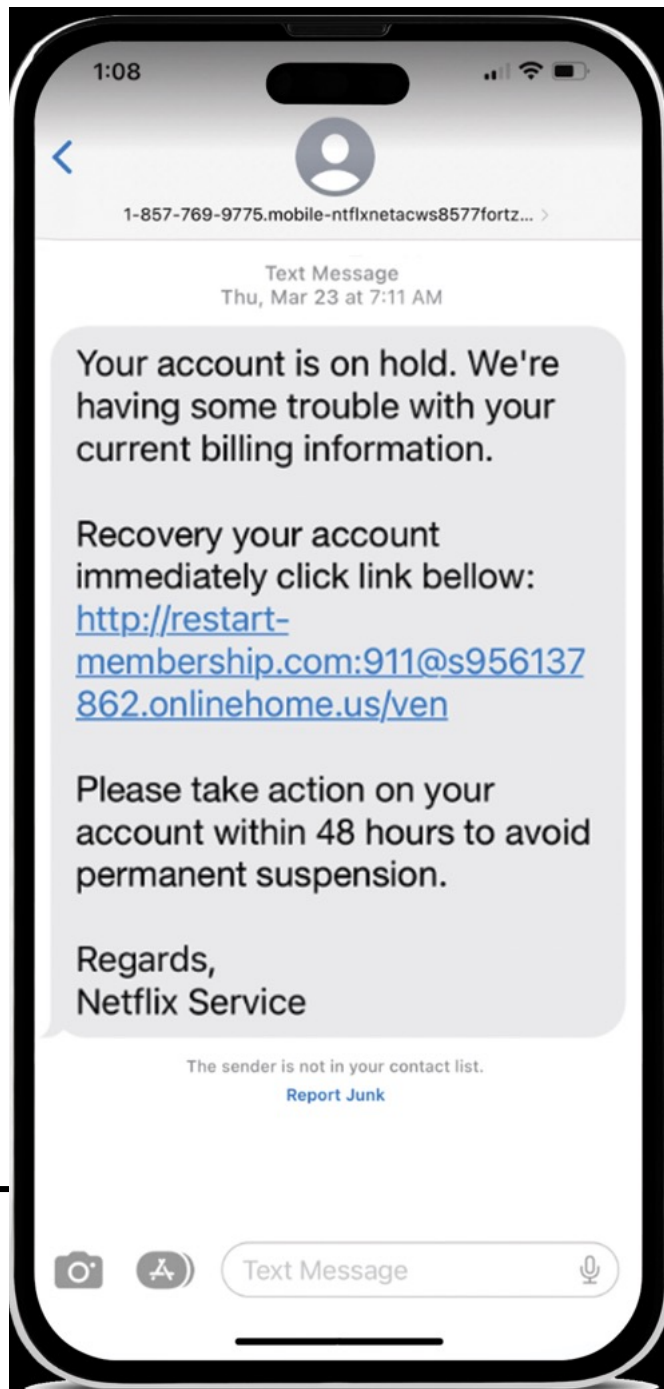 1:08
1-857-769-9775.mobile-ntflxnetacws8577fortz...
Text Message
Thu, Mar 23 at 7:11 AM
Your account is on hold. We're
having some trouble with your
current billing information.
Recovery your account
immediately click link bellow:
http://restart-
membership.com:911@s956137
862.onlinehome.us/ven
Please take action on your
account within 48 hours to avoid
permanent suspension.
Regards,
Netflix Service
The sender is not in your contact list.
Report Junk
Text Message